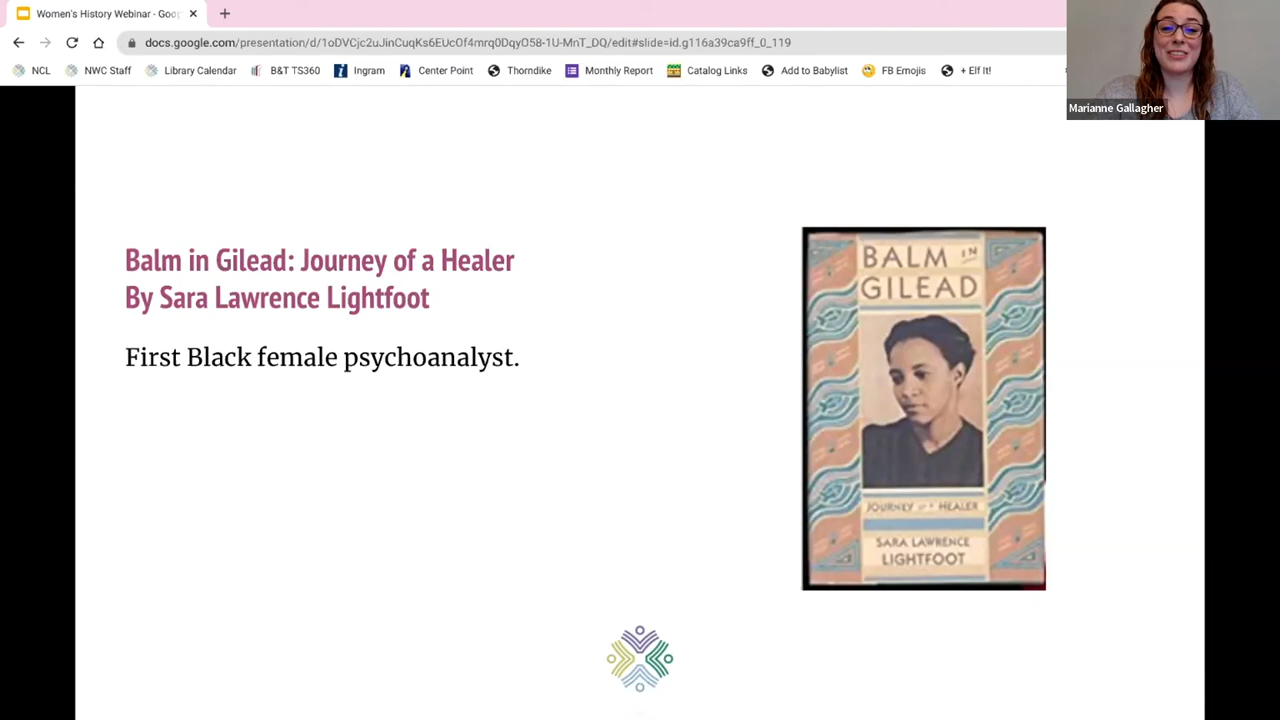 Women's History Webinar - Goo
docs.google.com/presentation/d/1oDVCjc2uJinCuqKs6EUcOHmrq0DqyO58-1U-MnT_DQ/edit#slide=id.g116a39ca9ff_0_119
NCL
NWC Staff
Library Calendar
B&T TS360
Ingram
Center Point
Thorndike
Monthly Report
Catalog Links
Add to Babylist
FB Emojis
+ Elf It!
Marianne Gallagher
Balm in Gilead: Journey of a Healer
By Sara Lawrence Lightfoot
First Black female psychoanalyst.
BALM IN
GILEAD
JOURNEY OF A HEALER
SARA LAWRENCE
LIGHTFOOT